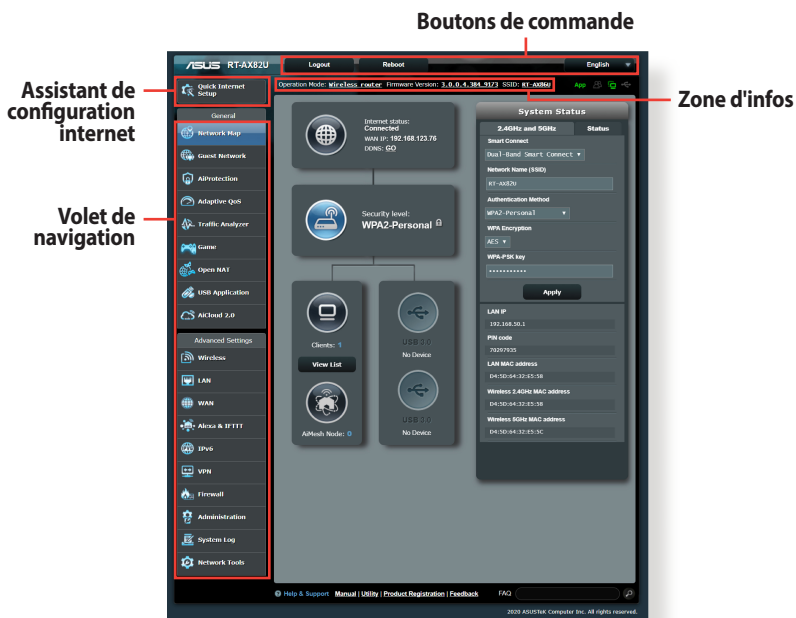 Boutons de commande
Assistant de
configuration
internet
Volet de
navigation
Zone d'infos
ASUS RT-AX82U
Logout
Reboot
English
Quick Internet
Setup
Operation Mode: Wireless router Firmware Version: 3.0.0.4.384_9173 SSID: RT-AX86U
App
General
Network Map
Guest Network
AiProtection
Adaptive QoS
Traffic Analyzer
Game
Open NAT
USB Application
AiCloud 2.0
Advanced Settings
Wireless
LAN
WAN
Alexa & IFTTT
IPv6
VPN
Firewall
Administration
System Log
Network Tools
Internet status:
Connected
WAN IP: 192.168.123.76
DDNS: GO
Security level:
WPA2-Personal
Clients: 1
View List
AiMesh Node: 0
USB 3.0
No Device
USB 3.0
No Device
System Status
2.4GHz and 5GHz
Status
Smart Connect
Dual-Band Smart Connect
Network Name (SSID)
RT-AX82U
Authentication Method
WPA2-Personal
WPA Encryption
AES
WPA-PSK key
Apply
LAN IP
192.168.50.1
PIN code
70297935
LAN MAC address
D4:5D:64:32:E5:58
Wireless 2.4GHz MAC address
D4:5D:64:32:E5:58
Wireless 5GHz MAC address
D4:5D:64:32:E5:5C
Help & Support Manual | Utility | Product Registration | Feedback
FAQ
2020 ASUSTeK Computer Inc. All rights reserved.